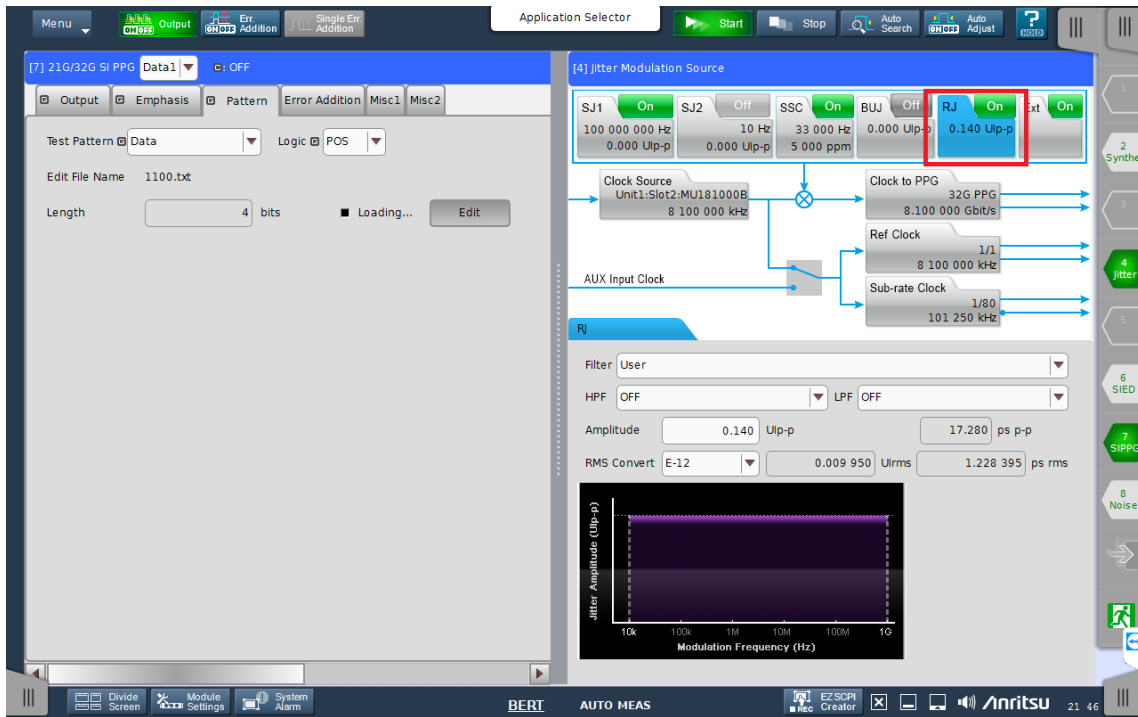 Menu
ON OFF Output
ON OFF Err. Addition
Single Err. Addition
Application Selector
Start
Stop
Auto Search
ON OFF Auto Adjust
? HOLD
[7] 21G/32G SI PPG Data1 : OFF
Output Emphasis Pattern Error Addition Misc1 Misc2
Test Pattern Data Logic POS
Edit File Name 1100.txt
Length 4 bits Loading... Edit
[4] Jitter Modulation Source
SJ1 On SJ2 Off SSC On BUJ Off RJ On Ext On
100 000 000 Hz 10 Hz 33 000 Hz 0.000 UIp-p 0.140 UIp-p
0.000 UIp-p 0.000 UIp-p 5 000 ppm
Clock Source
Unit1:Slot2:MU181000B
8 100 000 kHz
Clock to PPG
32G PPG
8.100 000 Gbit/s
Ref Clock
1/1
8 100 000 kHz
AUX Input Clock
Sub-rate Clock
1/80
101 250 kHz
RJ
Filter User
HPF OFF LPF OFF
Amplitude 0.140 UIp-p 17.280 ps p-p
RMS Convert E-12 0.009 950 UIrms 1.228 395 ps rms
Jitter Amplitude (UIp-p)
10k 100k 1M 10M 100M 1G
Modulation Frequency (Hz)
1
2
Synthe
3
4
Jitter
5
6
SIED
7
SIPPG
8
Noise
Divide Screen
Module Settings
System Alarm
BERT
AUTO MEAS
REC
EZSCPI Creator
Anritsu
21 46